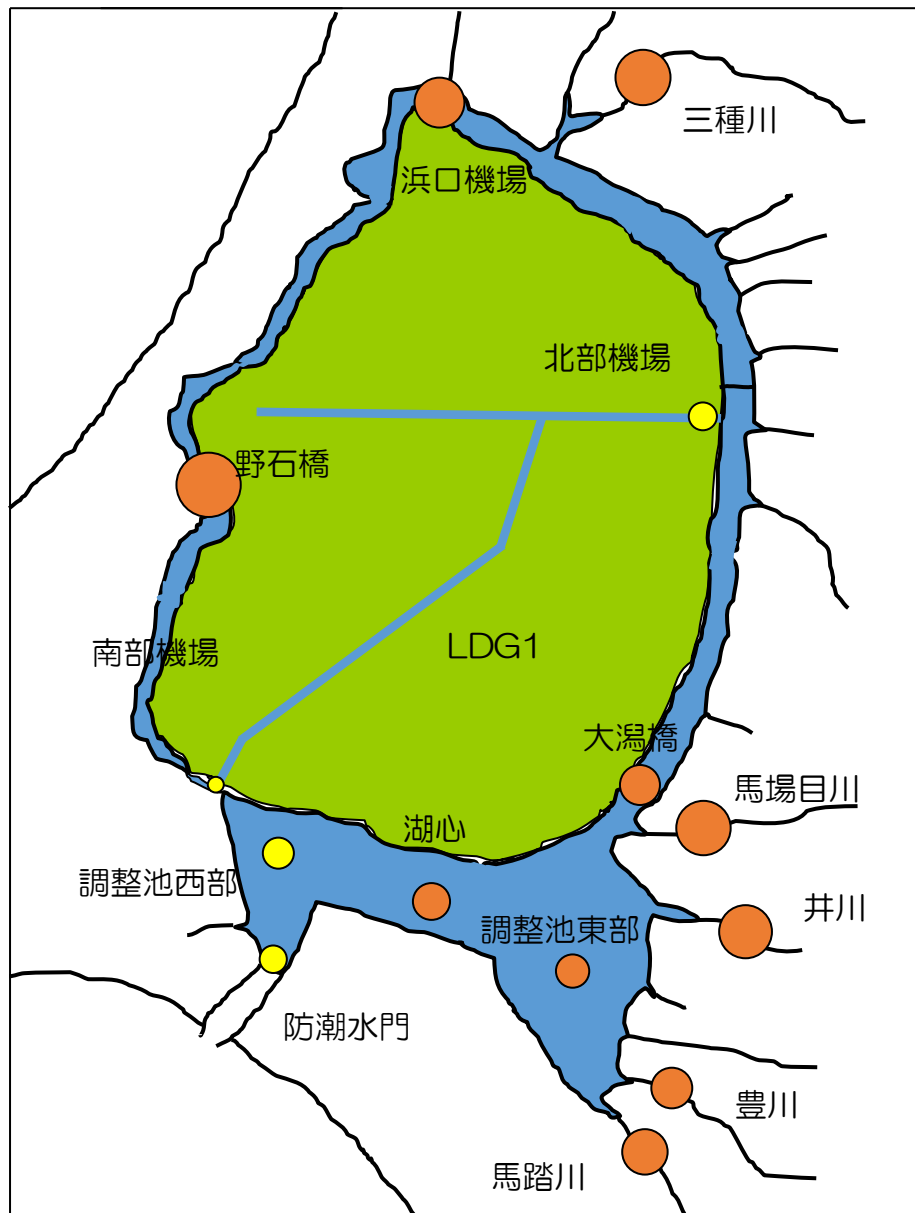 三種川
浜口機場
北部機場
野石橋
南部機場
LDG1
大潟橋
馬場目川
湖心
調整池西部
井川
調整池東部
防潮水門
豊川
馬踏川